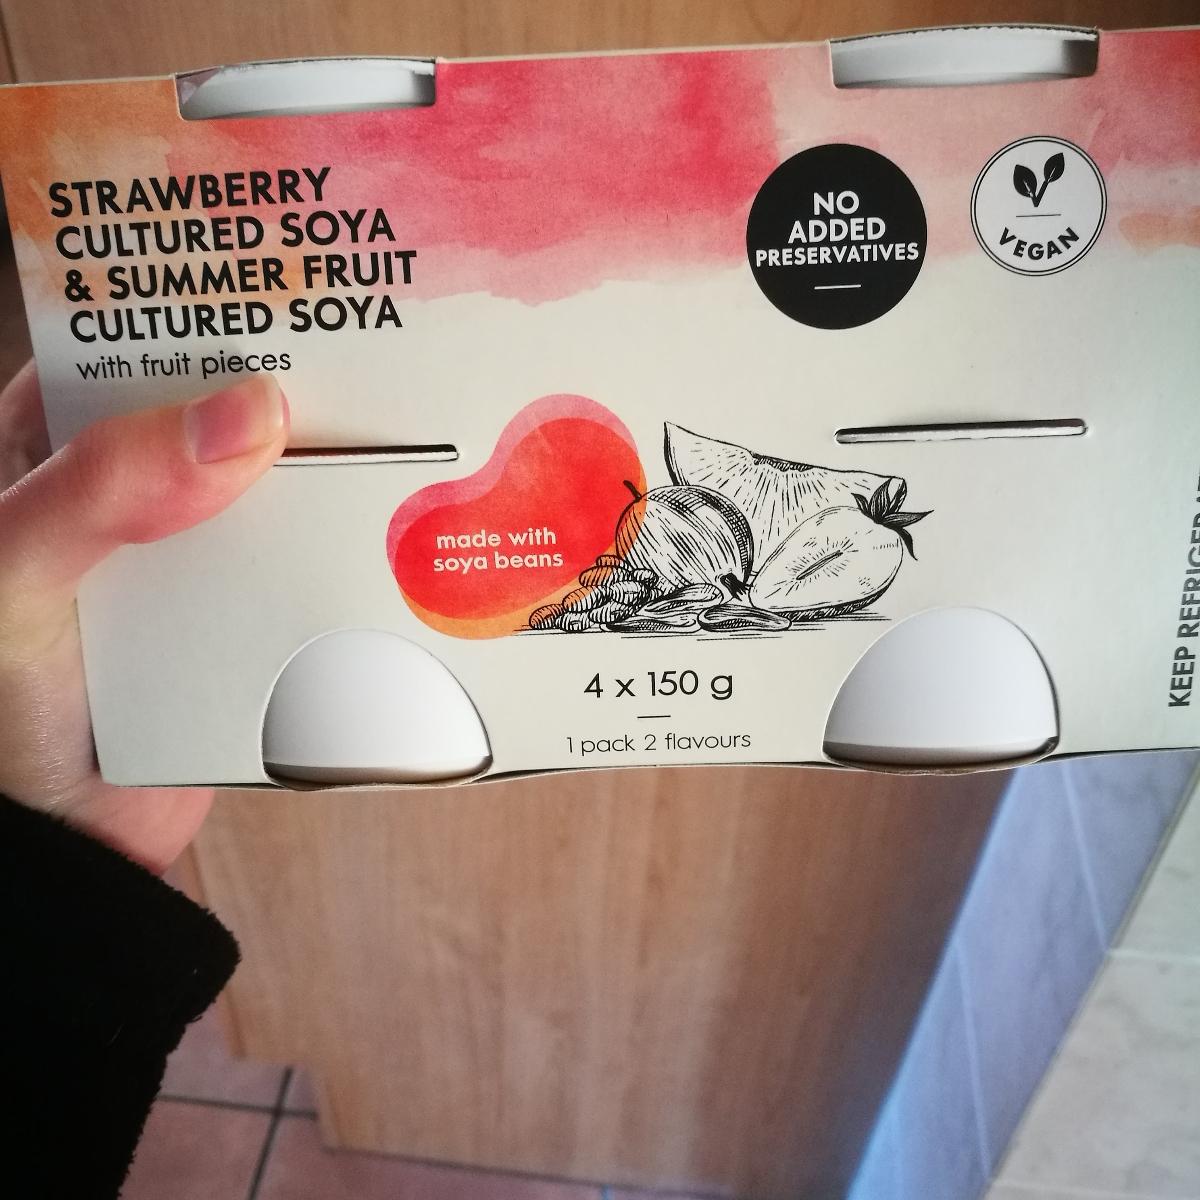 STRAWBERRY
CULTURED SOYA
& SUMMER FRUIT
CULTURED SOYA
with fruit pieces
NO
ADDED
PRESERVATIVES
VEGAN
made with
soya beans
4 x 150 g
1 pack 2 flavours
KEEP